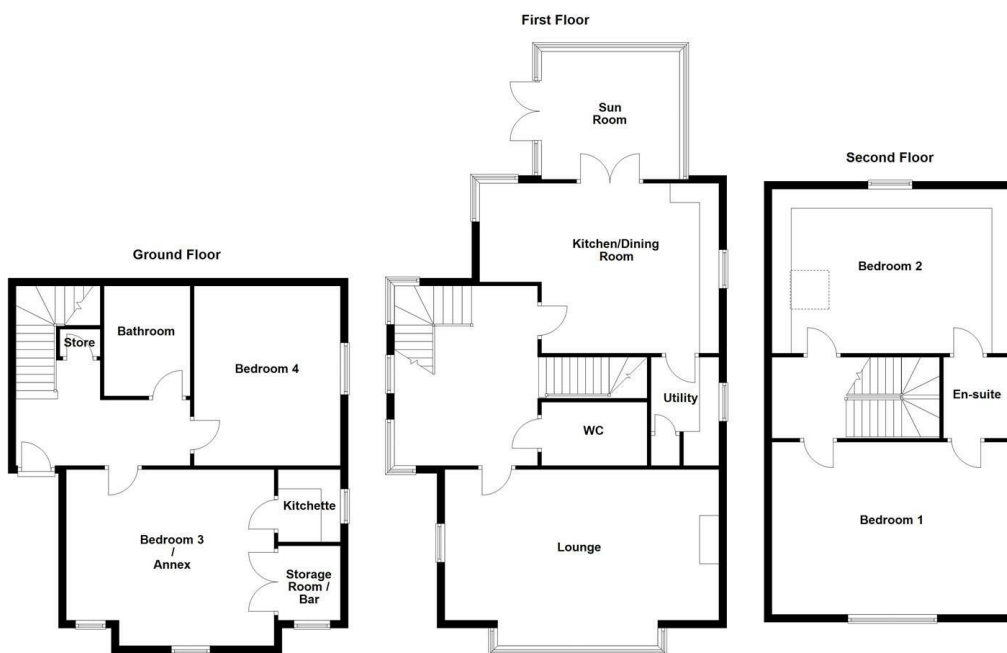 First Floor
Sun
Room
Second Floor
Kitchen/Dining
Room
Bedroom 2
Ground Floor
Bathroom
Store
Bedroom 4
Utility
En-suite
WC
Kitchette
Bedroom 3
/
Annex
Storage
Room /
Bar
Lounge
Bedroom 1